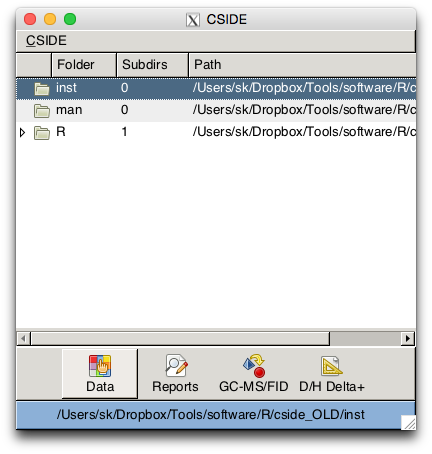 CSIDE
CSIDE
Folder Subdirs Path
inst 0 /Users/sk/Dropbox/Tools/software/R/c
man 0 /Users/sk/Dropbox/Tools/software/R/c
R 1 /Users/sk/Dropbox/Tools/software/R/c
Data Reports GC-MS/FID D/H Delta+
/Users/sk/Dropbox/Tools/software/R/cside_OLD/inst